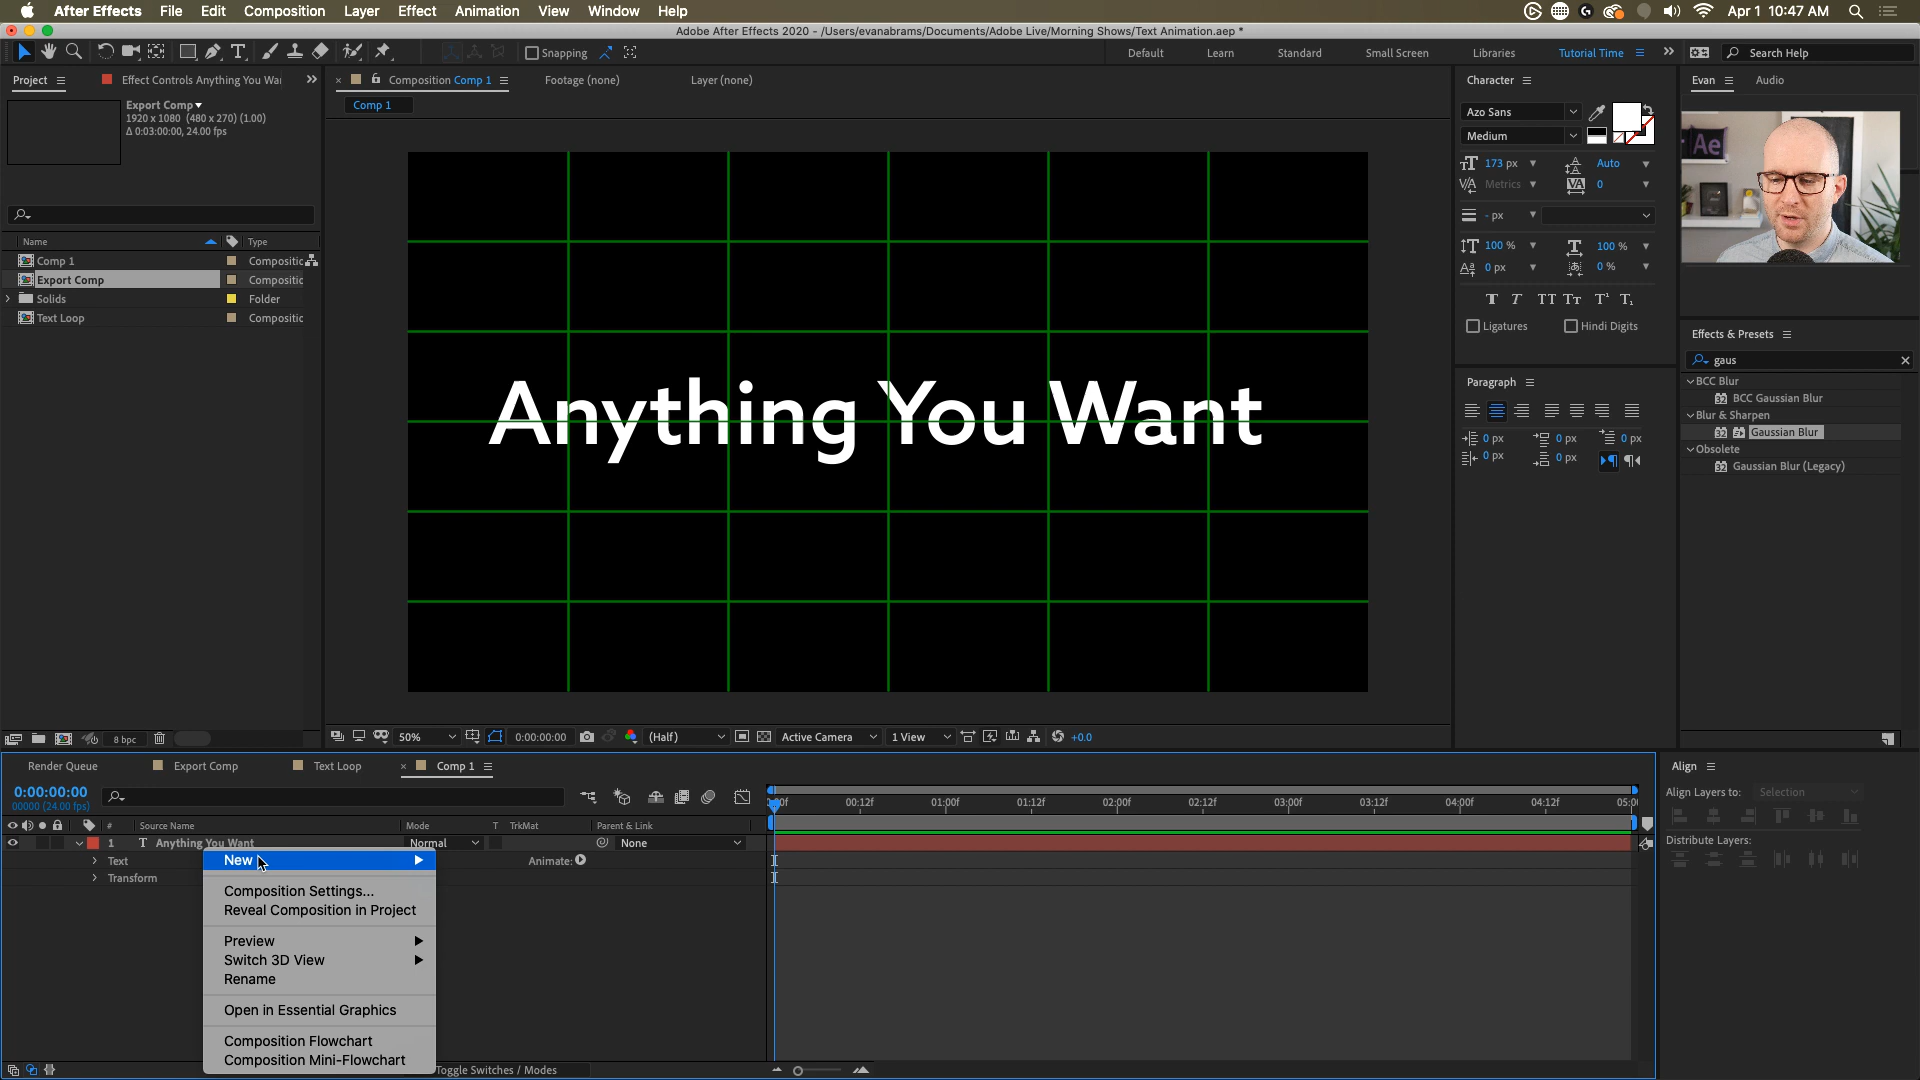 After Effects File Edit Composition Layer Effect Animation View Window Help Apr 1 10:47 AM
Adobe After Effects 2020 - /Users/evanabrams/Documents/Adobe Live/Morning Shows/Text Animation.aep *
Snapping Default Learn Standard Small Screen Libraries Tutorial Time Search Help
Project Effect Controls Anything You Wa
Composition Comp 1 Footage (none) Layer (none)
Comp 1
Export Comp
1920 x 1080 (480 x 270) (1.00)
Δ 0:03:00:00, 24.00 fps
Name Type
Comp 1 Compositic
Export Comp Compositic
Solids Folder
Text Loop Compositic
8 bpc
Anything You Want
50% 0:00:00:00 (Half) Active Camera 1 View +0.0
Character
Azo Sans
Medium
173 px Auto
Metrics 0
- px
100 % 100 %
0 px 0 %
Ligatures Hindi Digits
Paragraph
0 px 0 px 0 px
0 px 0 px
Evan Audio
Ae
Effects & Presets
gaus
BCC Blur
BCC Gaussian Blur
Blur & Sharpen
Gaussian Blur
Obsolete
Gaussian Blur (Legacy)
Render Queue Export Comp Text Loop Comp 1
0:00:00:00
00000 (24.00 fps)
:00f 00:12f 01:00f 01:12f 02:00f 02:12f 03:00f 03:12f 04:00f 04:12f 05:0
# Source Name Mode T TrkMat Parent & Link
1 T Anything You Want Normal None
Text Animate:
Transform
New
Composition Settings...
Reveal Composition in Project
Preview
Switch 3D View
Rename
Open in Essential Graphics
Composition Flowchart
Composition Mini-Flowchart
Toggle Switches / Modes
Align
Align Layers to: Selection
Distribute Layers: